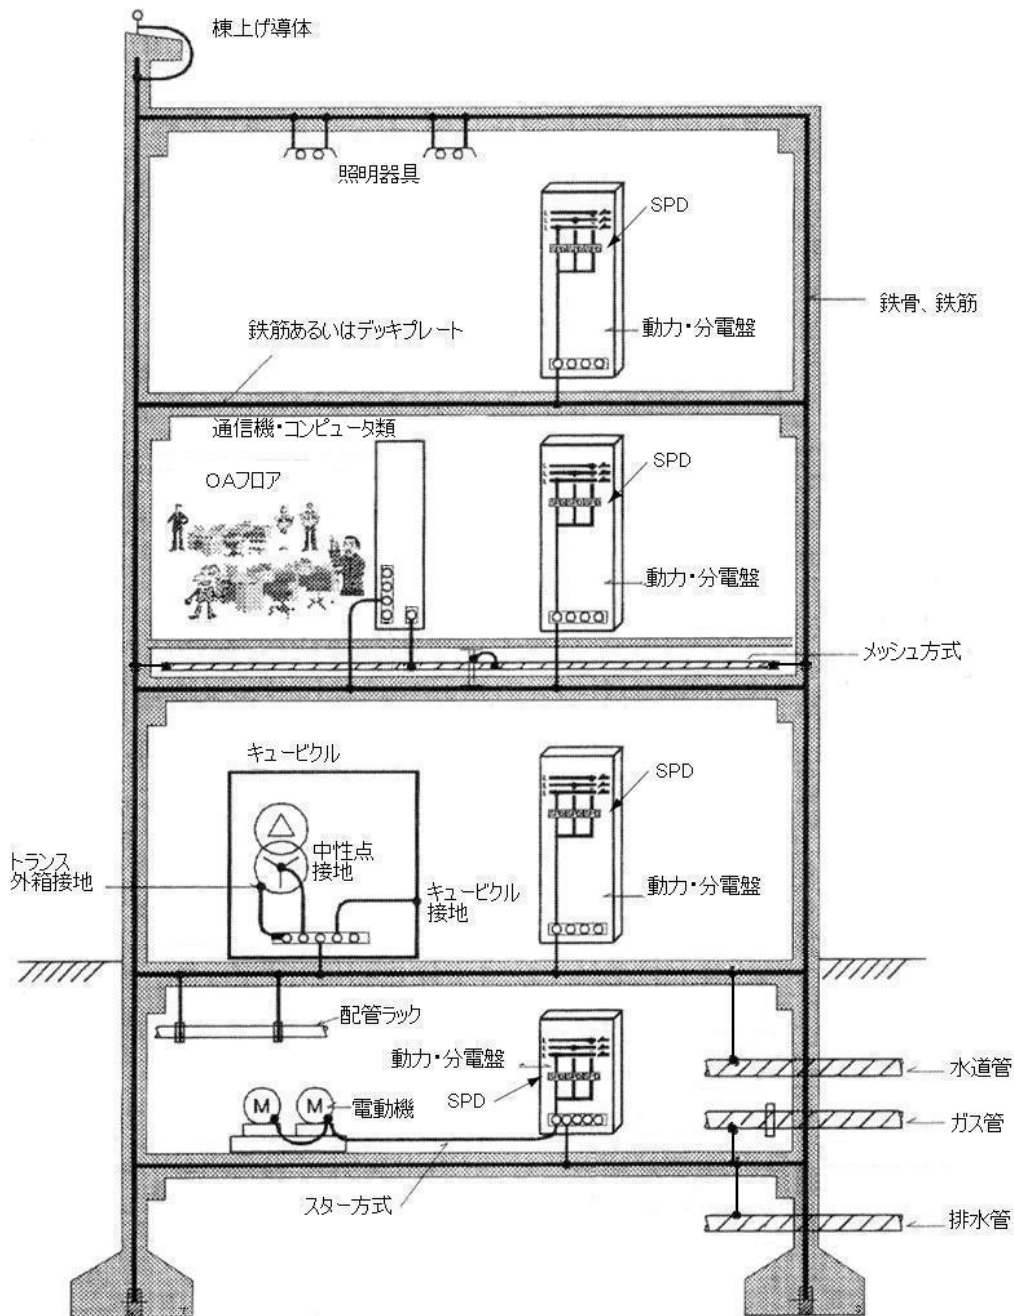 棟上げ導体
照明器具
SPD
鉄骨、鉄筋
動力・分電盤
鉄筋あるいはデッキプレート
通信機・コンピュータ類
SPD
OAフロア
動力・分電盤
メッシュ方式
キュービクル
SPD
中性点
接地
トランス
外箱接地
キュービクル
接地
動力・分電盤
配管ラック
動力・分電盤
水道管
SPD
M
M
電動機
ガス管
スター方式
排水管